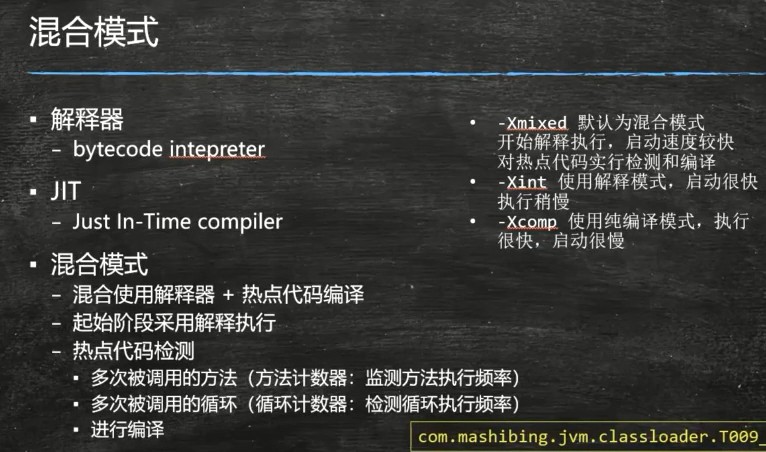 混合模式
解释器
– bytecode intepreter
JIT
– Just In-Time compiler
混合模式
– 混合使用解释器 + 热点代码编译
– 起始阶段采用解释执行
– 热点代码检测
多次被调用的方法（方法计数器：监测方法执行频率）
多次被调用的循环（循环计数器：检测循环执行频率）
进行编译
-Xmixed 默认为混合模式
开始解释执行，启动速度较快
对热点代码实行检测和编译
-Xint 使用解释模式，启动很快
执行稍慢
-Xcomp 使用纯编译模式，执行
很快，启动很慢
com.mashibing.jvm.classloader.T009_